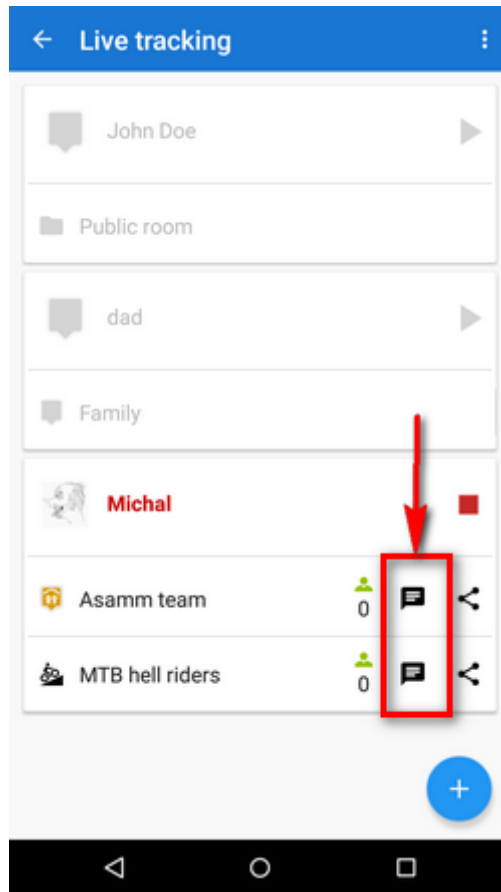 Live tracking
John Doe
Public room
dad
Family
Michal
Asamm team
0
MTB hell riders
0